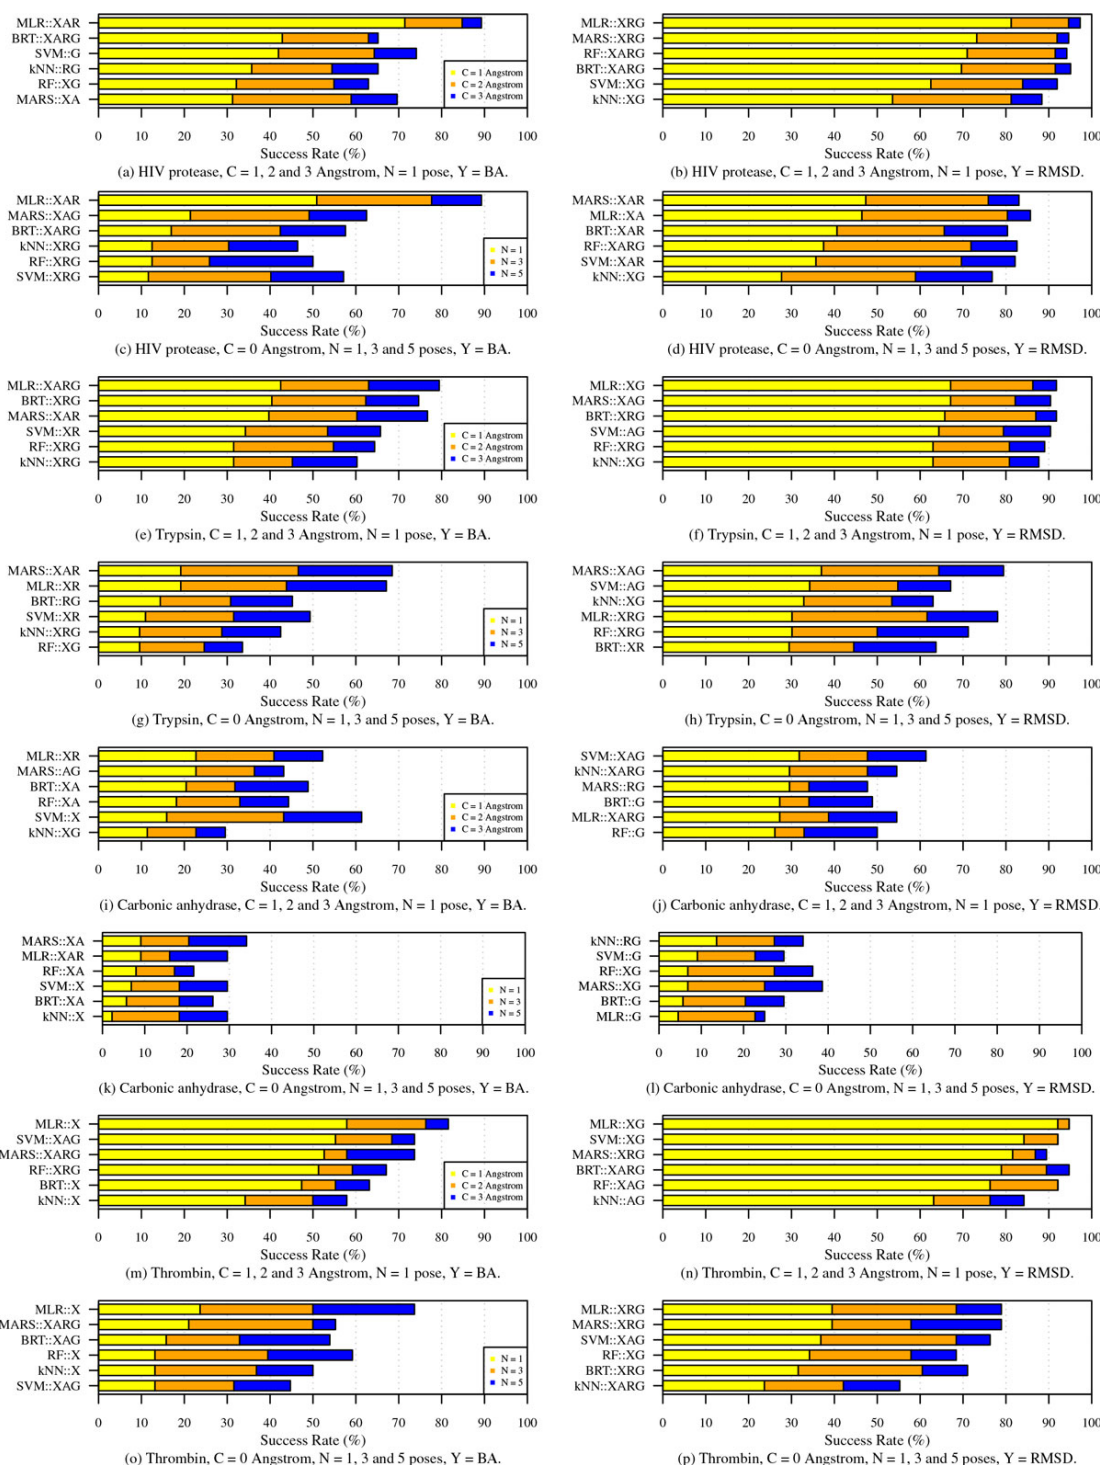 MLR::XAR
BRT::XARG
SVM::G
kNN::RG
RF::XG
MARS::XA
C = 1 Angstrom
C = 2 Angstrom
C = 3 Angstrom
0 10 20 30 40 50 60 70 80 90 100
Success Rate (%)
(a) HIV protease, C = 1, 2 and 3 Angstrom, N = 1 pose, Y = BA.
MLR::XRG
MARS::XRG
RF::XARG
BRT::XARG
SVM::XG
kNN::XG
0 10 20 30 40 50 60 70 80 90 100
Success Rate (%)
(b) HIV protease, C = 1, 2 and 3 Angstrom, N = 1 pose, Y = RMSD.
MLR::XAR
MARS::XAG
BRT::XARG
kNN::XRG
RF::XRG
SVM::XRG
N = 1
N = 3
N = 5
0 10 20 30 40 50 60 70 80 90 100
Success Rate (%)
(c) HIV protease, C = 0 Angstrom, N = 1, 3 and 5 poses, Y = BA.
MARS::XAR
MLR::XA
BRT::XAR
RF::XARG
SVM::XAR
kNN::XG
0 10 20 30 40 50 60 70 80 90 100
Success Rate (%)
(d) HIV protease, C = 0 Angstrom, N = 1, 3 and 5 poses, Y = RMSD.
MLR::XARG
BRT::XRG
MARS::XAR
SVM::XR
RF::XRG
kNN::XRG
C = 1 Angstrom
C = 2 Angstrom
C = 3 Angstrom
0 10 20 30 40 50 60 70 80 90 100
Success Rate (%)
(e) Trypsin, C = 1, 2 and 3 Angstrom, N = 1 pose, Y = BA.
MLR::XG
MARS::XAG
BRT::XRG
SVM::AG
RF::XRG
kNN::XG
0 10 20 30 40 50 60 70 80 90 100
Success Rate (%)
(f) Trypsin, C = 1, 2 and 3 Angstrom, N = 1 pose, Y = RMSD.
MARS::XAR
MLR::XR
BRT::RG
SVM::XR
kNN::XRG
RF::XG
N = 1
N = 3
N = 5
0 10 20 30 40 50 60 70 80 90 100
Success Rate (%)
(g) Trypsin, C = 0 Angstrom, N = 1, 3 and 5 poses, Y = BA.
MARS::XAG
SVM::AG
kNN::XG
MLR::XRG
RF::XRG
BRT::XR
0 10 20 30 40 50 60 70 80 90 100
Success Rate (%)
(h) Trypsin, C = 0 Angstrom, N = 1, 3 and 5 poses, Y = RMSD.
MLR::XR
MARS::AG
BRT::XA
RF::XA
SVM::X
kNN::XG
C = 1 Angstrom
C = 2 Angstrom
C = 3 Angstrom
0 10 20 30 40 50 60 70 80 90 100
Success Rate (%)
(i) Carbonic anhydrase, C = 1, 2 and 3 Angstrom, N = 1 pose, Y = BA.
SVM::XAG
kNN::XARG
MARS::RG
BRT::G
MLR::XARG
RF::G
0 10 20 30 40 50 60 70 80 90 100
Success Rate (%)
(j) Carbonic anhydrase, C = 1, 2 and 3 Angstrom, N = 1 pose, Y = RMSD.
MARS::XA
MLR::XAR
RF::XA
SVM::X
BRT::XA
kNN::X
N = 1
N = 3
N = 5
0 10 20 30 40 50 60 70 80 90 100
Success Rate (%)
(k) Carbonic anhydrase, C = 0 Angstrom, N = 1, 3 and 5 poses, Y = BA.
kNN::RG
SVM::G
RF::XG
MARS::XG
BRT::G
MLR::G
0 10 20 30 40 50 60 70 80 90 100
Success Rate (%)
(l) Carbonic anhydrase, C = 0 Angstrom, N = 1, 3 and 5 poses, Y = RMSD.
MLR::X
SVM::XAG
MARS::XARG
RF::XRG
BRT::X
kNN::X
C = 1 Angstrom
C = 2 Angstrom
C = 3 Angstrom
0 10 20 30 40 50 60 70 80 90 100
Success Rate (%)
(m) Thrombin, C = 1, 2 and 3 Angstrom, N = 1 pose, Y = BA.
MLR::XG
SVM::XG
MARS::XRG
BRT::XARG
RF::XAG
kNN::AG
0 10 20 30 40 50 60 70 80 90 100
Success Rate (%)
(n) Thrombin, C = 1, 2 and 3 Angstrom, N = 1 pose, Y = RMSD.
MLR::X
MARS::XARG
BRT::XAG
RF::X
kNN::X
SVM::XAG
N = 1
N = 3
N = 5
0 10 20 30 40 50 60 70 80 90 100
Success Rate (%)
(o) Thrombin, C = 0 Angstrom, N = 1, 3 and 5 poses, Y = BA.
MLR::XRG
MARS::XRG
SVM::XAG
RF::XG
BRT::XRG
kNN::XARG
0 10 20 30 40 50 60 70 80 90 100
Success Rate (%)
(p) Thrombin, C = 0 Angstrom, N = 1, 3 and 5 poses, Y = RMSD.